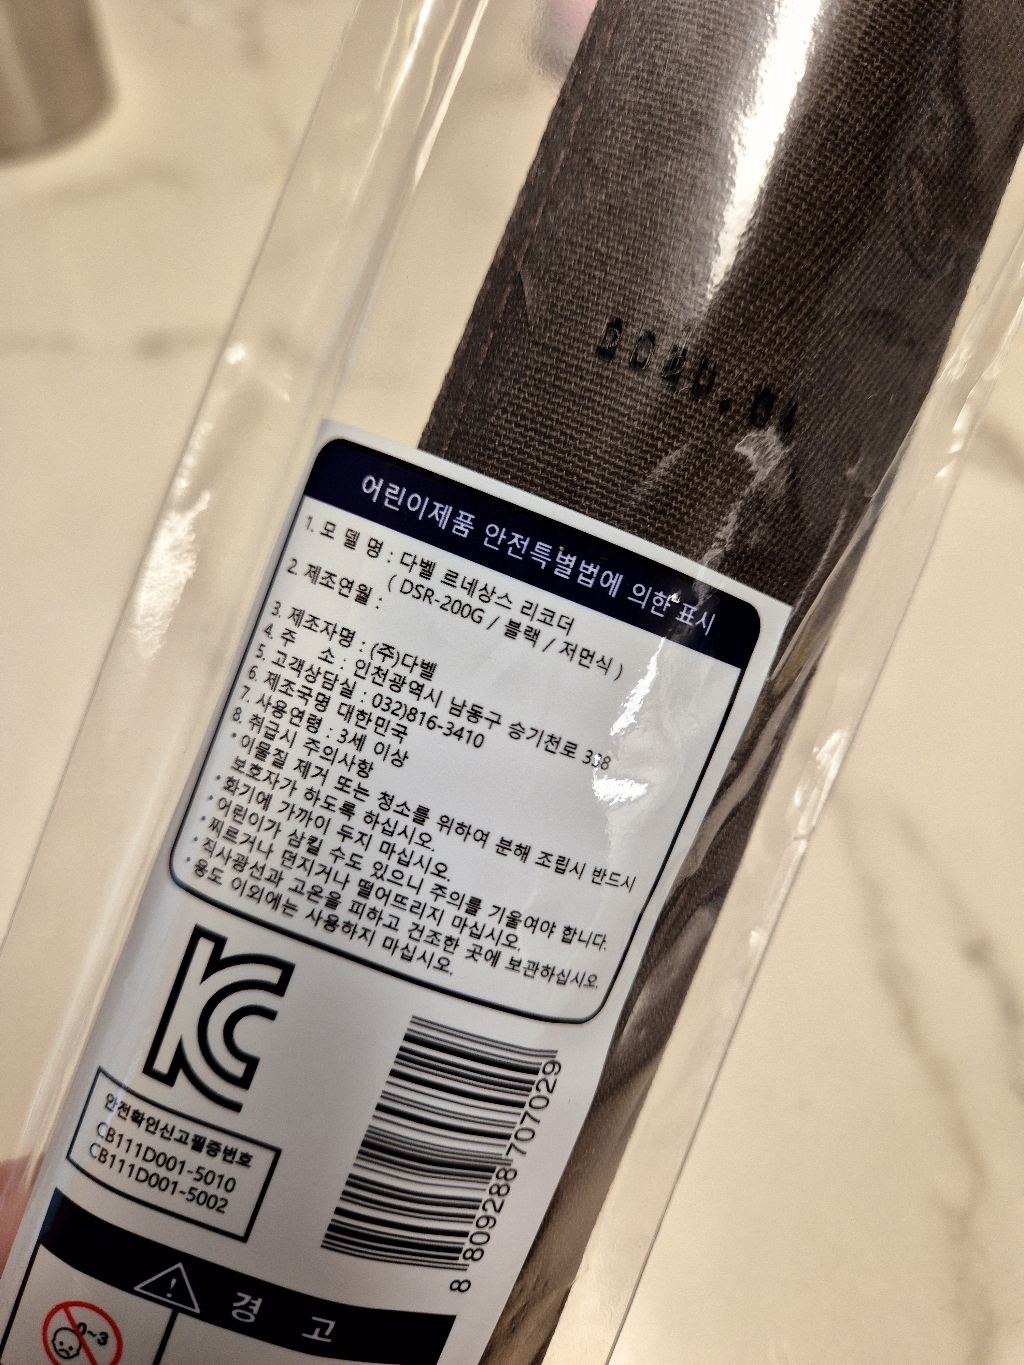 어린이제품 안전특별법에 의한 표시
1. 모 델 명 : 다벨 르네상스 리코더
( DSR-200G / 블랙 / 저먼식 )
2. 제조연월 :
3. 제조자명 : (주)다벨
4. 주 소 : 인천광역시 남동구 승기천로 338
5. 고객상담실 : 032)816-3410
6. 제조국명 대한민국
7. 사용연령 : 3세 이상
8. 취급시 주의사항
• 이물질 제거 또는 청소를 위하여 분해 조립시 반드시
보호자가 하도록 하십시오.
• 화기에 가까이 두지 마십시오.
• 어린이가 삼킬 수도 있으니 주의를 기울여야 합니다.
• 찌르거나 던지거나 떨어뜨리지 마십시오.
• 직사광선과 고온을 피하고 건조한 곳에 보관하십시오.
• 용도 이외에는 사용하지 마십시오.
KC
안전확인신고필증번호
CB111D001-5010
CB111D001-5002
8 809288 707029
경 고
0~3